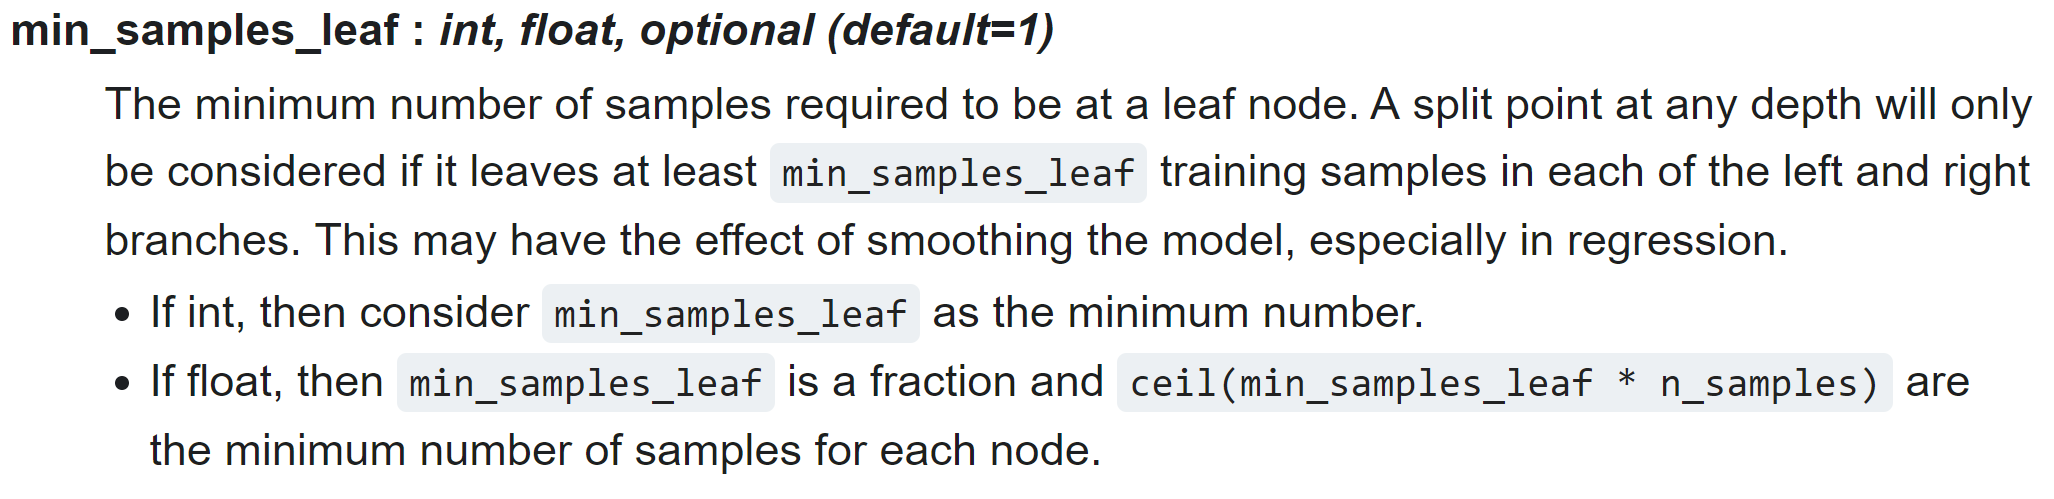 min_samples_leaf : int, float, optional (default=1)
The minimum number of samples required to be at a leaf node. A split point at any depth will only
be considered if it leaves at least min_samples_leaf training samples in each of the left and right
branches. This may have the effect of smoothing the model, especially in regression.
• If int, then consider min_samples_leaf as the minimum number.
• If float, then min_samples_leaf is a fraction and ceil(min_samples_leaf * n_samples) are
the minimum number of samples for each node.